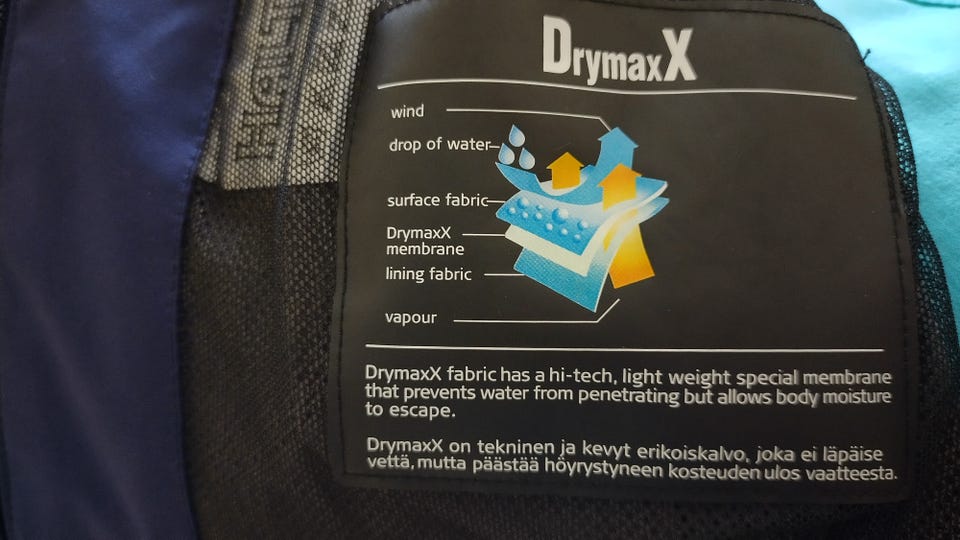 DrymaxX
wind
drop of water
surface fabric
DrymaxX
membrane
lining fabric
vapour
DrymaxX fabric has a hi-tech, light weight special membrane
that prevents water from penetrating but allows body moisture
to escape.
DrymaxX on tekninen ja kevyt erikoiskalvo, joka ei läpäise
vettä, mutta päästää höyrystyneen kosteuden ulos vaatteesta.